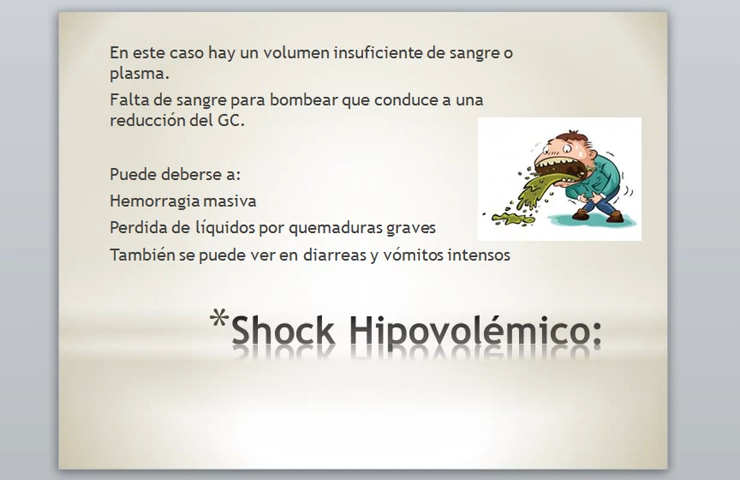 En este caso hay un volumen insuficiente de sangre o
plasma.
Falta de sangre para bombear que conduce a una
reducción del GC.
Puede deberse a:
Hemorragia masiva
Perdida de líquidos por quemaduras graves
También se puede ver en diarreas y vómitos intensos
*Shock Hipovolémico: